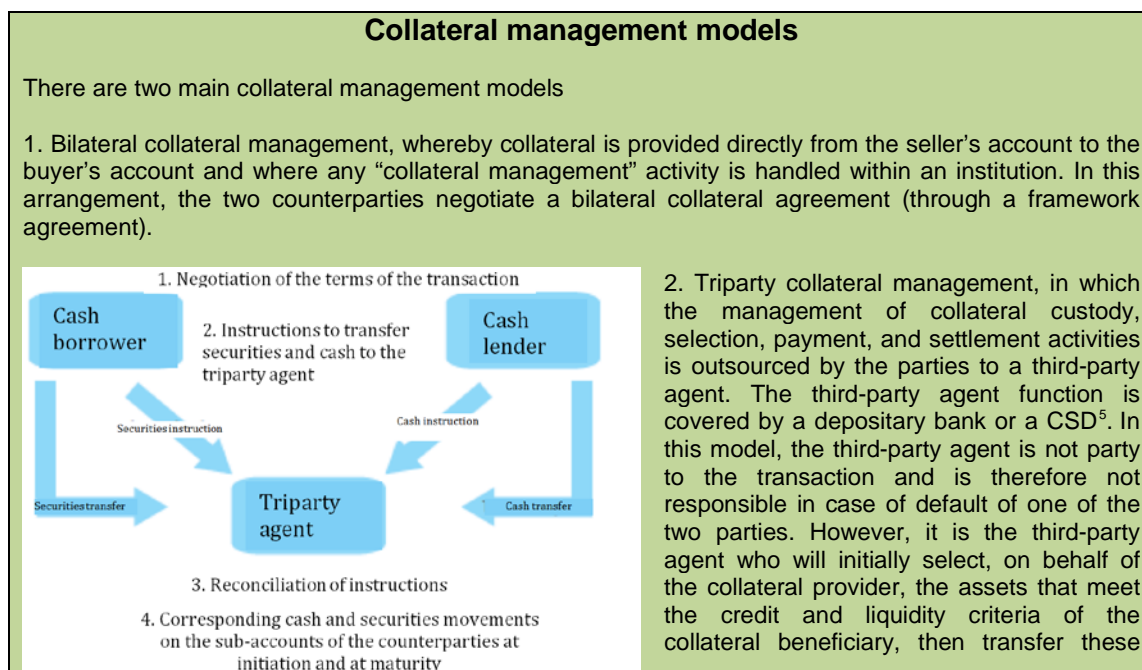 Collateral management models
There are two main collateral management models
1. Bilateral collateral management, whereby collateral is provided directly from the seller’s account to the
buyer’s account and where any “collateral management” activity is handled within an institution. In this
arrangement, the two counterparties negotiate a bilateral collateral agreement (through a framework
agreement).
1. Negotiation of the terms of the transaction
Cash
borrower
2. Instructions to transfer
securities and cash to the
triparty agent
Cash
lender
Securities instruction
Cash instruction
Securities transfer
Triparty
agent
Cash transfer
3. Reconciliation of instructions
4. Corresponding cash and securities movements
on the sub-accounts of the counterparties at
initiation and at maturity
2. Triparty collateral management, in which
the management of collateral custody,
selection, payment, and settlement activities
is outsourced by the parties to a third-party
agent. The third-party agent function is
covered by a depositary bank or a CSD⁵. In
this model, the third-party agent is not party
to the transaction and is therefore not
responsible in case of default of one of the
two parties. However, it is the third-party
agent who will initially select, on behalf of
the collateral provider, the assets that meet
the credit and liquidity criteria of the
collateral beneficiary, then transfer these